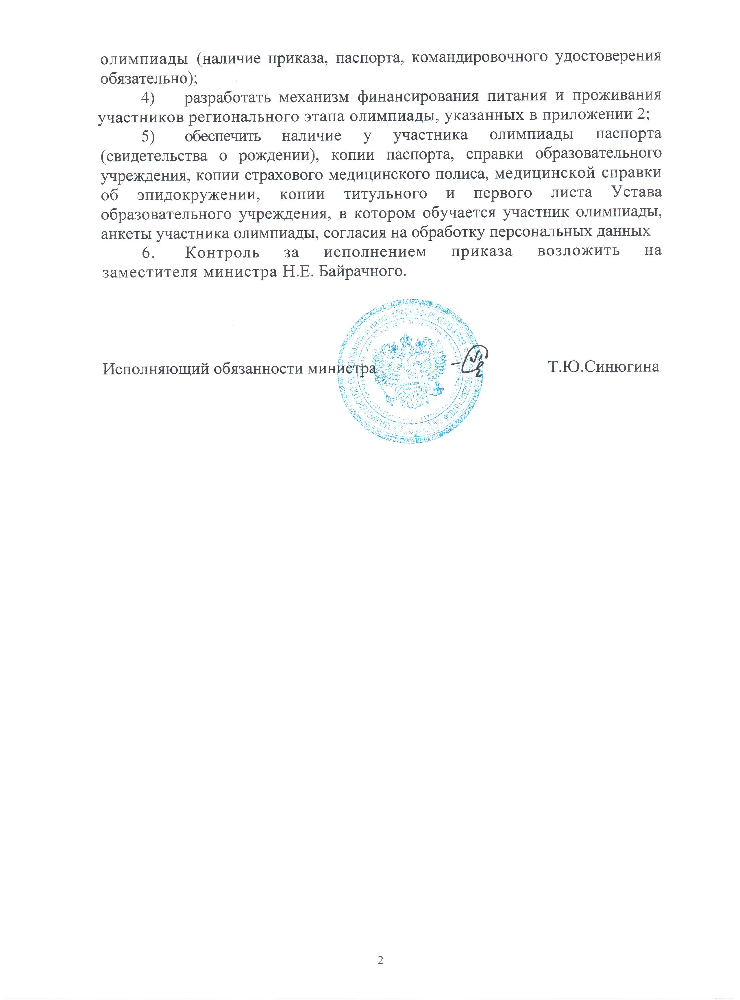 олимпиады (наличие приказа, паспорта, командировочного удостоверения
обязательно);
4) разработать механизм финансирования питания и проживания
участников регионального этапа олимпиады, указанных в приложении 2;
5) обеспечить наличие у участника олимпиады паспорта
(свидетельства о рождении), копии паспорта, справки образовательного
учреждения, копии страхового медицинского полиса, медицинской справки
об эпидокружении, копии титульного и первого листа Устава
образовательного учреждения, в котором обучается участник олимпиады,
анкеты участника олимпиады, согласия на обработку персональных данных
6. Контроль за исполнением приказа возложить на
заместителя министра Н.Е. Байрачного.
МИНИСТЕРСТВО ОБРАЗОВАНИЯ И НАУКИ КРАСНОДАРСКОГО КРАЯ * ОГРН 1032307167056
Исполняющий обязанности министра Т.Ю.Синюгина
2